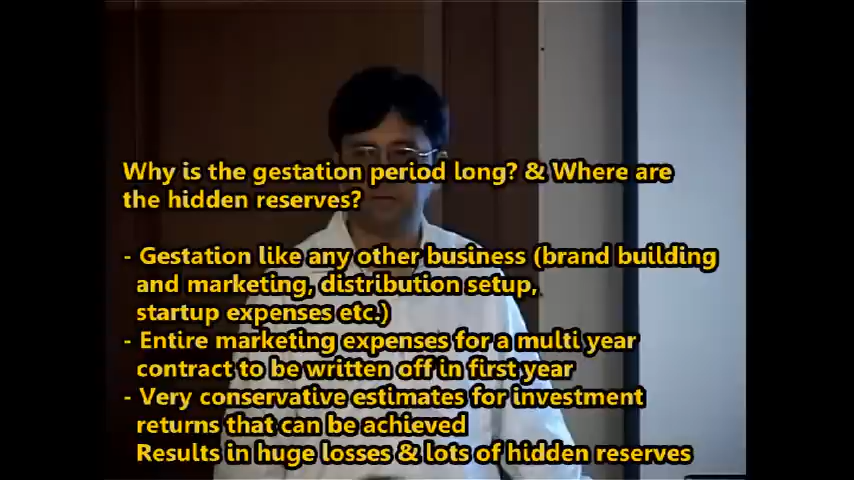 Why is the gestation period long? & Where are
the hidden reserves?
- Gestation like any other business (brand building
and marketing, distribution setup,
startup expenses etc.)
- Entire marketing expenses for a multi year
contract to be written off in first year
- Very conservative estimates for investment
returns that can be achieved
Results in huge losses & lots of hidden reserves